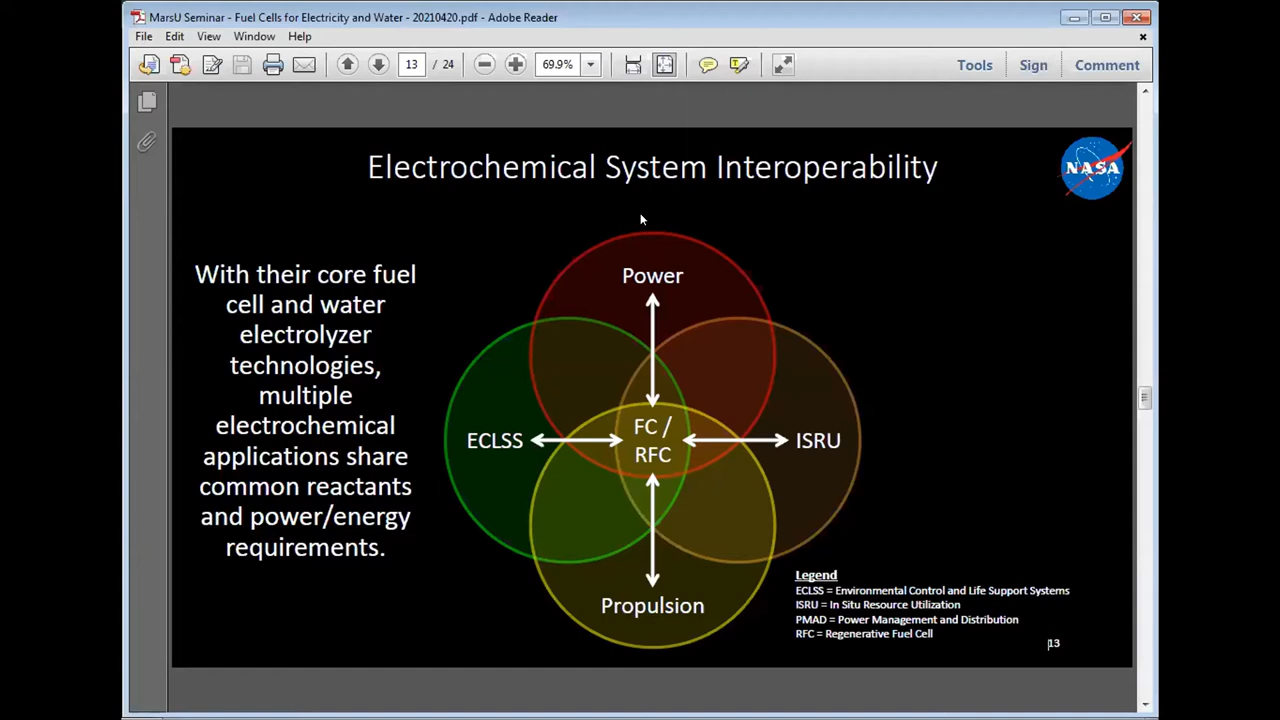 MarsU Seminar - Fuel Cells for Electricity and Water - 20210420.pdf - Adobe Reader
File Edit View Window Help
13 / 24 69.9% Tools Sign Comment
Electrochemical System Interoperability
NASA
With their core fuel
cell and water
electrolyzer
technologies,
multiple
electrochemical
applications share
common reactants
and power/energy
requirements.
Power
ECLSS
FC /
RFC
ISRU
Propulsion
Legend
ECLSS = Environmental Control and Life Support Systems
ISRU = In Situ Resource Utilization
PMAD = Power Management and Distribution
RFC = Regenerative Fuel Cell
13